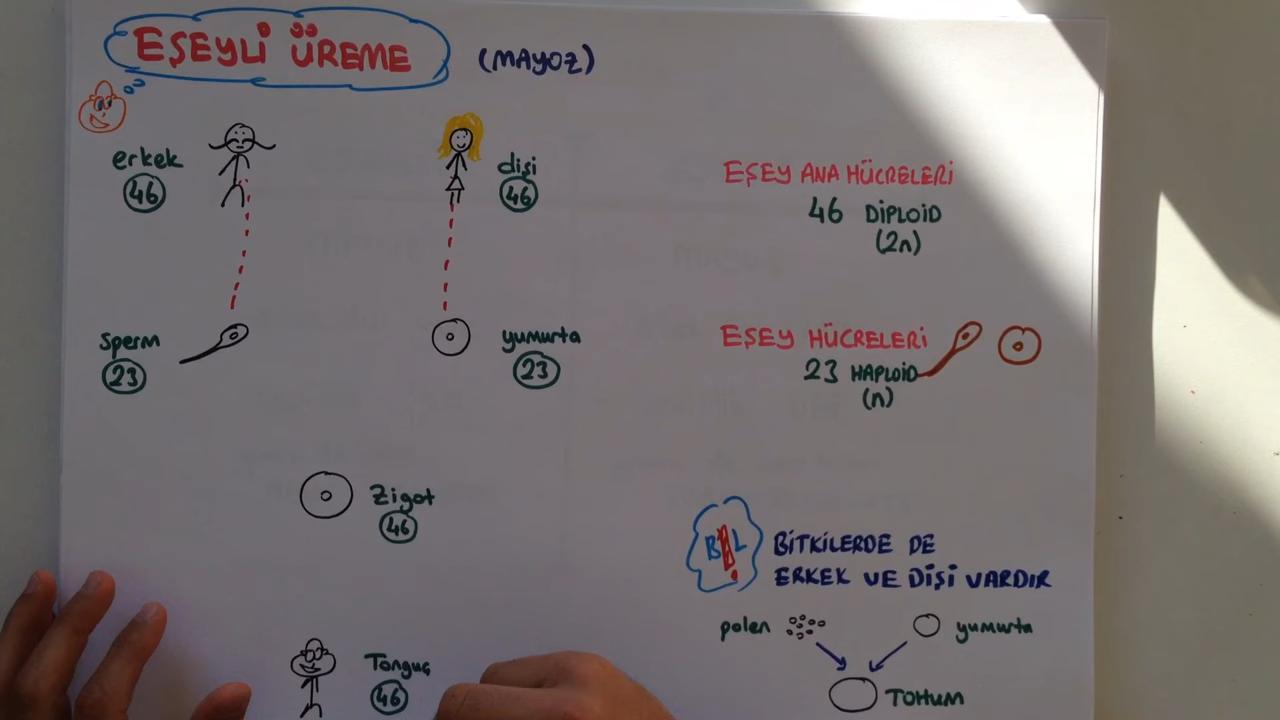 EŞEYLİ ÜREME (MAYOZ)
erkek
46
dişi
46
sperm
23
yumurta
23
Zigot
46
Tonguç
46
EŞEY ANA HÜCRELERİ
46 DİPLOİD
(2n)
EŞEY HÜCRELERİ
23 HAPLOİD
(n)
BİL
BİTKİLERDE DE
ERKEK VE DİŞİ VARDIR
polen
yumurta
TOHUM